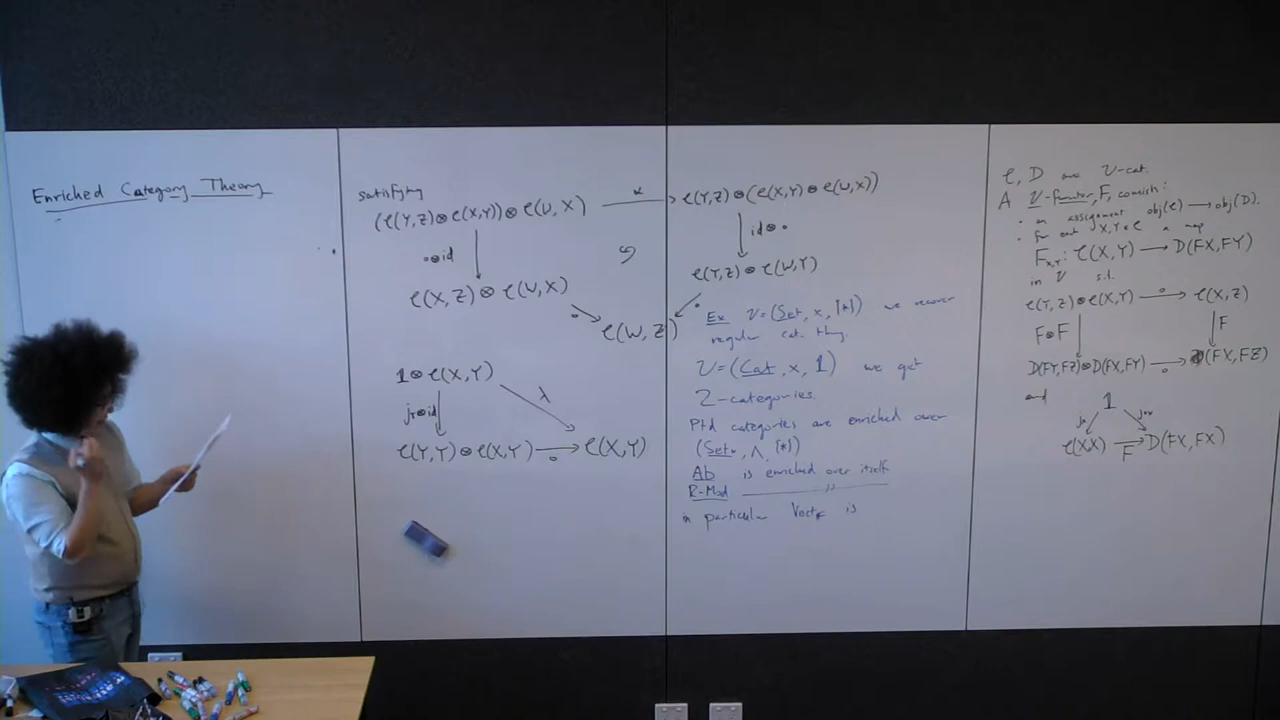 Enriched Category Theory
satisfying
(C(Y,Z)⊗C(X,Y))⊗C(U,X) —α→ C(Y,Z)⊗(C(X,Y)⊗C(U,X))
∘⊗id
id⊗∘
C(X,Z)⊗C(U,X)
C(Y,Z)⊗C(W,Y)
∘
∘
C(W,Z)
1⊗C(X,Y)
j_Y⊗id
λ
C(Y,Y)⊗C(X,Y) —∘→ C(X,Y)
Ex V=(Set, ×, {*}) we recover
regular cat. thy.
V=(Cat, ×, 1) we get
2-categories.
Ptd categories are enriched over
(Set*, ∧, {*})
Ab is enriched over itself
R-Mod ——— " ———
in particular Vect_F is
C, D are V-cat.
A V-functor, F, consists:
• an assignment obj(C) → obj(D).
• for each X,Y∈C a map
F_X,Y : C(X,Y) → D(FX,FY)
in V s.t.
C(Y,Z)⊗C(X,Y) —∘→ C(X,Z)
F⊗F
F
D(FY,FZ)⊗D(FX,FY) —∘→ D(FX,FZ)
and
1
j_X
j_FX
C(X,X) —F→ D(FX,FX)